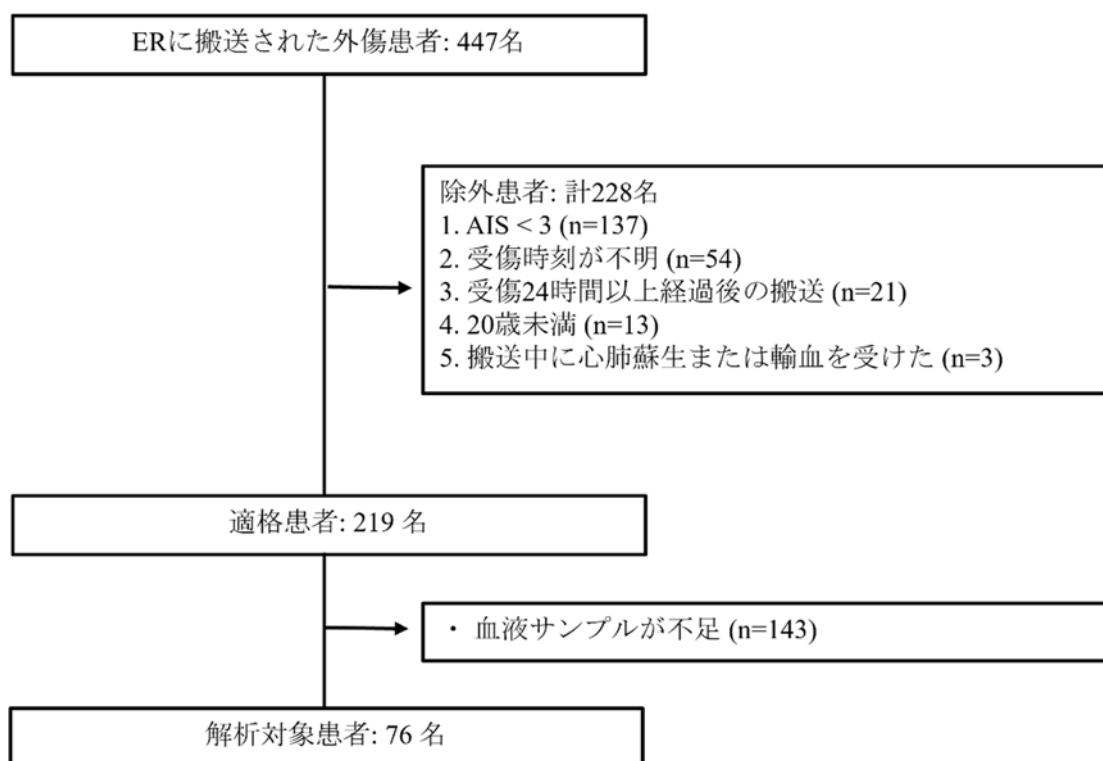 ERに搬送された外傷患者: 447名
除外患者: 計228名
1. AIS < 3 (n=137)
2. 受傷時刻が不明 (n=54)
3. 受傷24時間以上経過後の搬送 (n=21)
4. 20歳未満 (n=13)
5. 搬送中に心肺蘇生または輸血を受けた (n=3)
適格患者: 219 名
・ 血液サンプルが不足 (n=143)
解析対象患者: 76 名